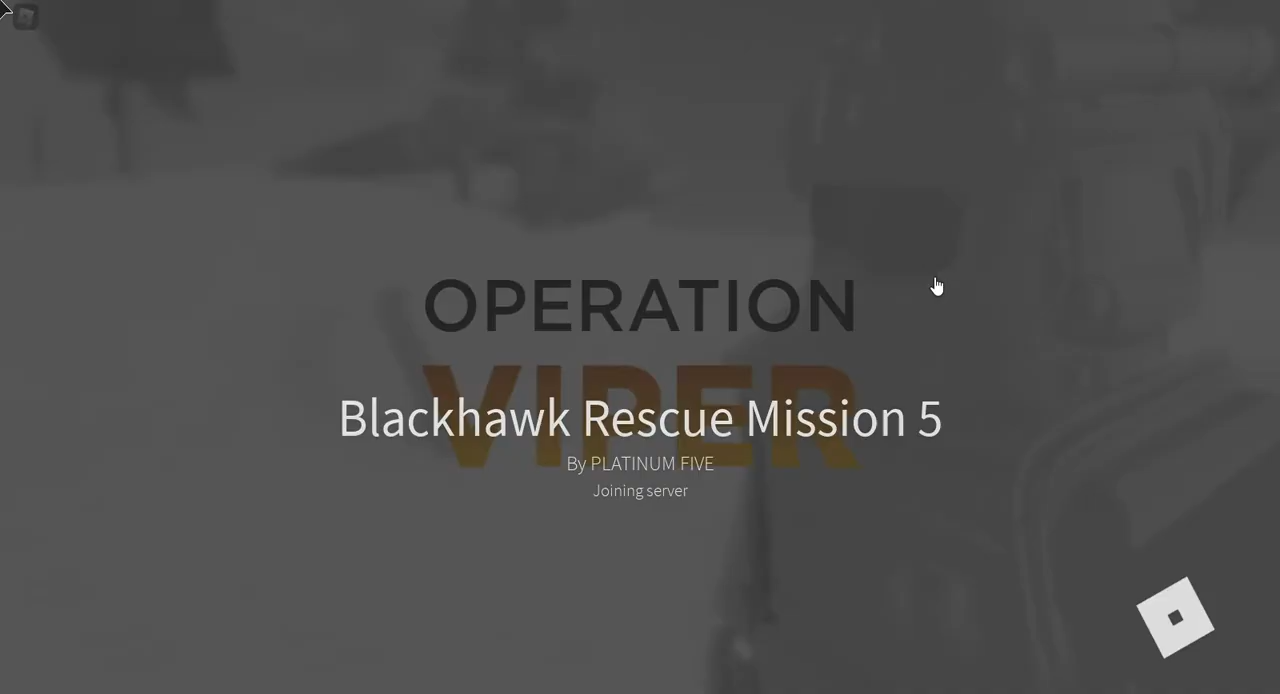 OPERATION
VIPER
Blackhawk Rescue Mission 5
By PLATINUM FIVE
Joining server